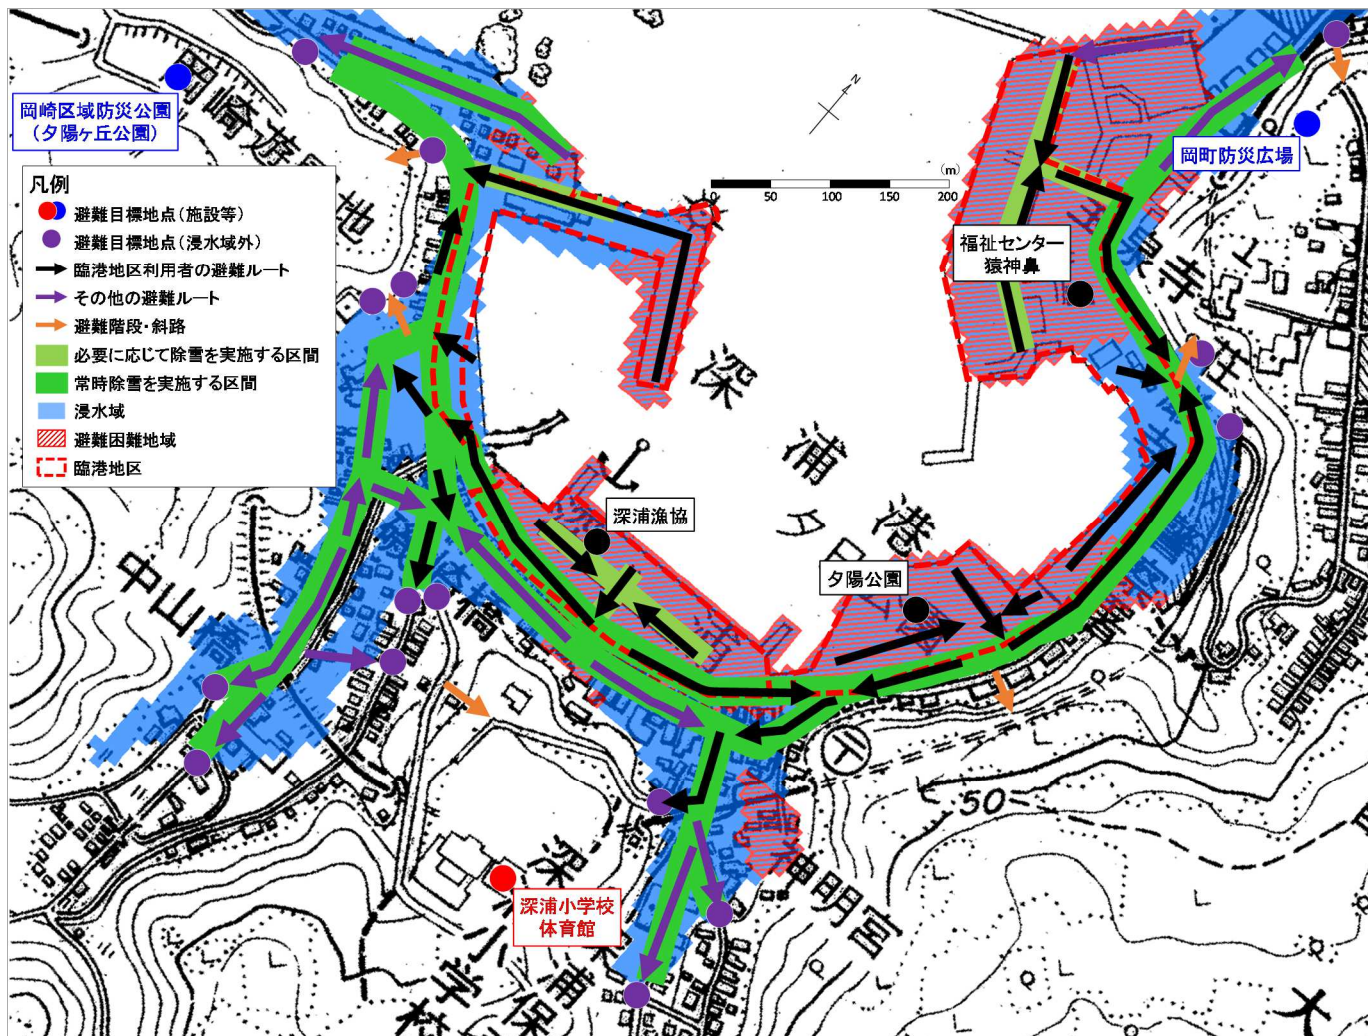 岡崎区域防災公園
(夕陽ヶ丘公園)
凡例
避難目標地点(施設等)
避難目標地点(浸水域外)
臨港地区利用者の避難ルート
その他の避難ルート
避難階段・斜路
必要に応じて除雪を実施する区間
常時除雪を実施する区間
浸水域
避難困難地域
臨港地区
N
(m)
0 50 100 150 200
岡町防災広場
福祉センター
猿神鼻
深浦港
深浦漁協
夕陽公園
中山橋
深浦小学校
体育館
神明宮
50
〒